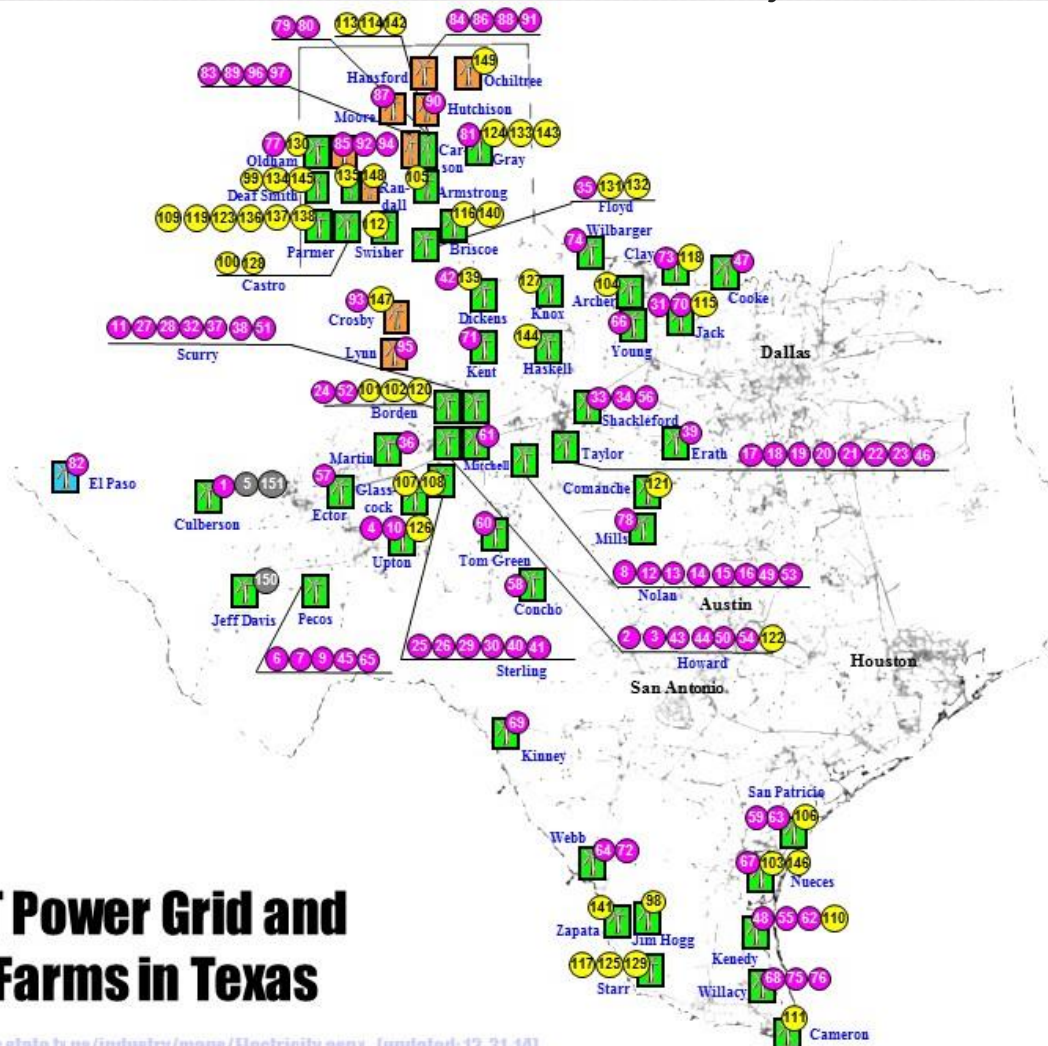 79 80
113 114 142
84 86 88 91
83 89 96 97
149
Hansford
Ochiltree
87
90
Moore
Hutchison
77 130
85 92 94
81 124 133 143
Oldham
Car-
son
Gray
99 134 145
135 148
105
Deaf Smith
Ran-
dall
Armstrong
35 131 132
Floyd
109 119 123 136 137 138
112
116 140
Parmer
Swisher
Briscoe
100 128
Castro
74
Wilbarger
73 118
Clay
47
Cooke
42 139
Dickens
127
Knox
104
Archer
31 70 115
Jack
93 147
Crosby
66
Young
11 27 28 32 37 38 51
Scurry
95
Lynn
71
Kent
144
Haskell
Dallas
24 52 101 102 120
Borden
33 34 56
Shackleford
36
Martin
61
Mitchell
Taylor
39
Erath
17 18 19 20 21 22 23 46
82
El Paso
1 5 151
Culberson
57
Ector
107 108
Glass-
cock
121
Comanche
4 10 126
Upton
60
Tom Green
78
Mills
150
Jeff Davis
Pecos
58
Concho
8 12 13 14 15 16 49 53
Nolan
Austin
6 7 9 45 65
25 26 29 30 40 41
Sterling
2 3 43 44 50 54 122
Howard
Houston
San Antonio
69
Kinney
San Patricio
59 63 106
Webb
64 72
67 103 146
Nueces
141
Zapata
98
Jim Hogg
48 55 62 110
Kenedy
117 125 129
Starr
68 75 76
Willacy
111
Cameron
Power Grid and
Farms in Texas